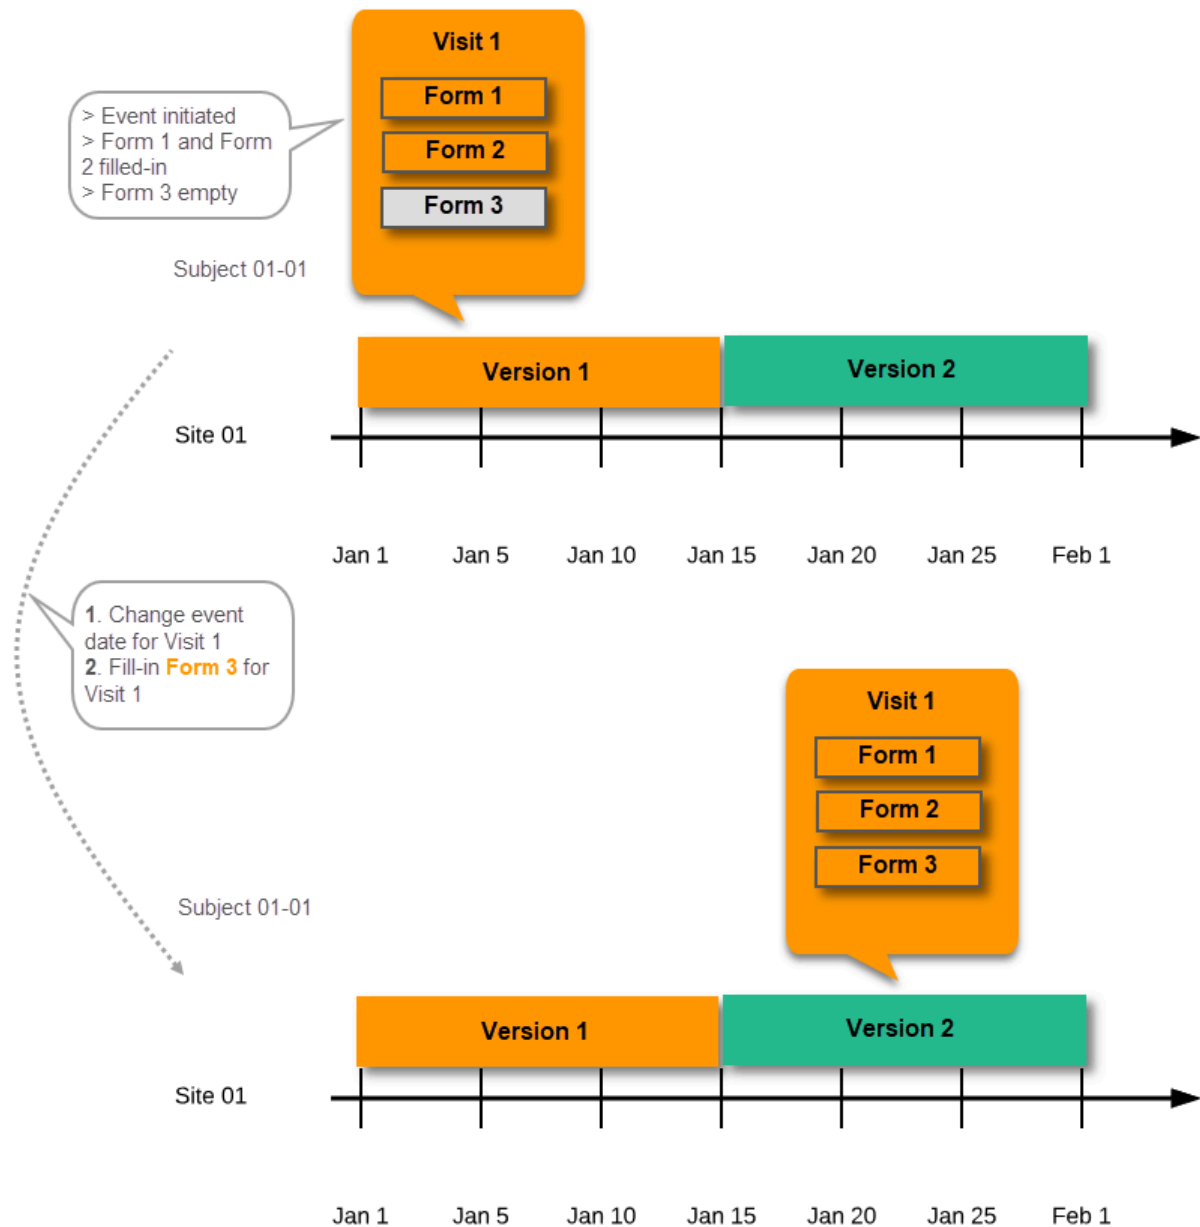 Visit 1
Form 1
> Event initiated
> Form 1 and Form
2 filled-in
> Form 3 empty
Form 2
Form 3
Subject 01-01
Version 1
Version 2
Site 01
Jan 1
Jan 5
Jan 10
Jan 15
Jan 20
Jan 25
Feb 1
1. Change event
date for Visit 1
2. Fill-in Form 3 for
Visit 1
Visit 1
Form 1
Form 2
Form 3
Subject 01-01
Version 1
Version 2
Site 01
Jan 1
Jan 5
Jan 10
Jan 15
Jan 20
Jan 25
Feb 1